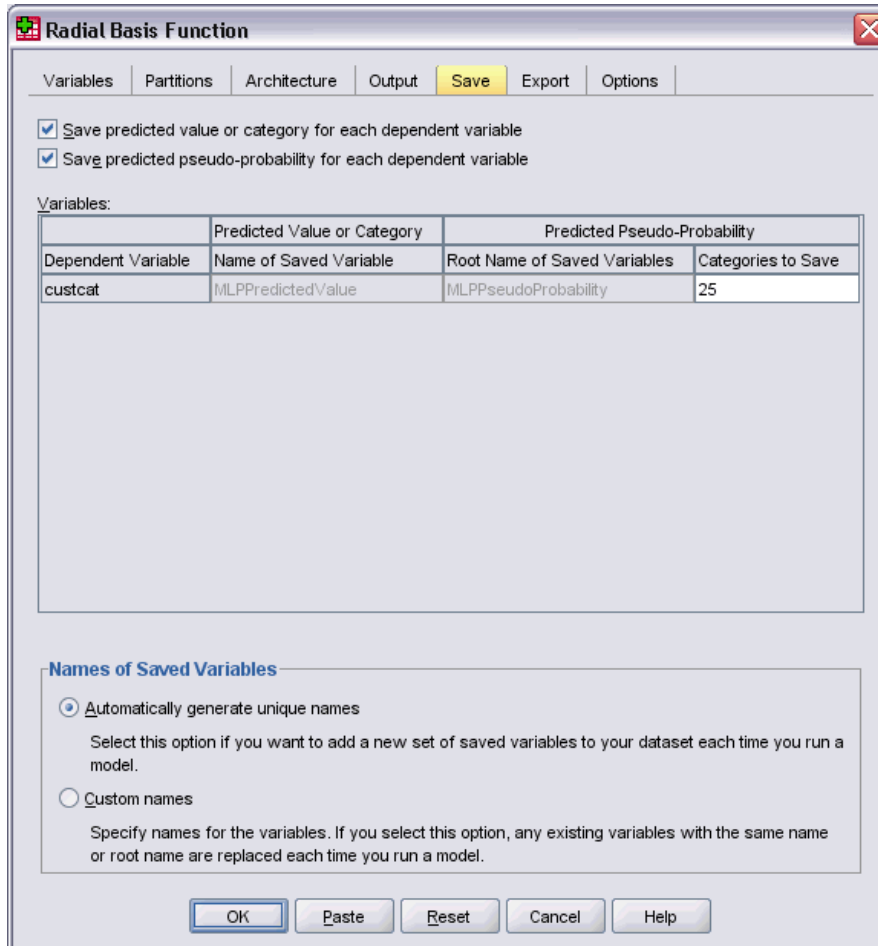 Radial Basis Function
Variables Partitions Architecture Output Save Export Options
Save predicted value or category for each dependent variable
Save predicted pseudo-probability for each dependent variable
Variables:
Predicted Value or Category Predicted Pseudo-Probability
Dependent Variable Name of Saved Variable Root Name of Saved Variables Categories to Save
custcat MLPPredictedValue MLPPseudoProbability 25
Names of Saved Variables
Automatically generate unique names
Select this option if you want to add a new set of saved variables to your dataset each time you run a
model.
Custom names
Specify names for the variables. If you select this option, any existing variables with the same name
or root name are replaced each time you run a model.
OK Paste Reset Cancel Help